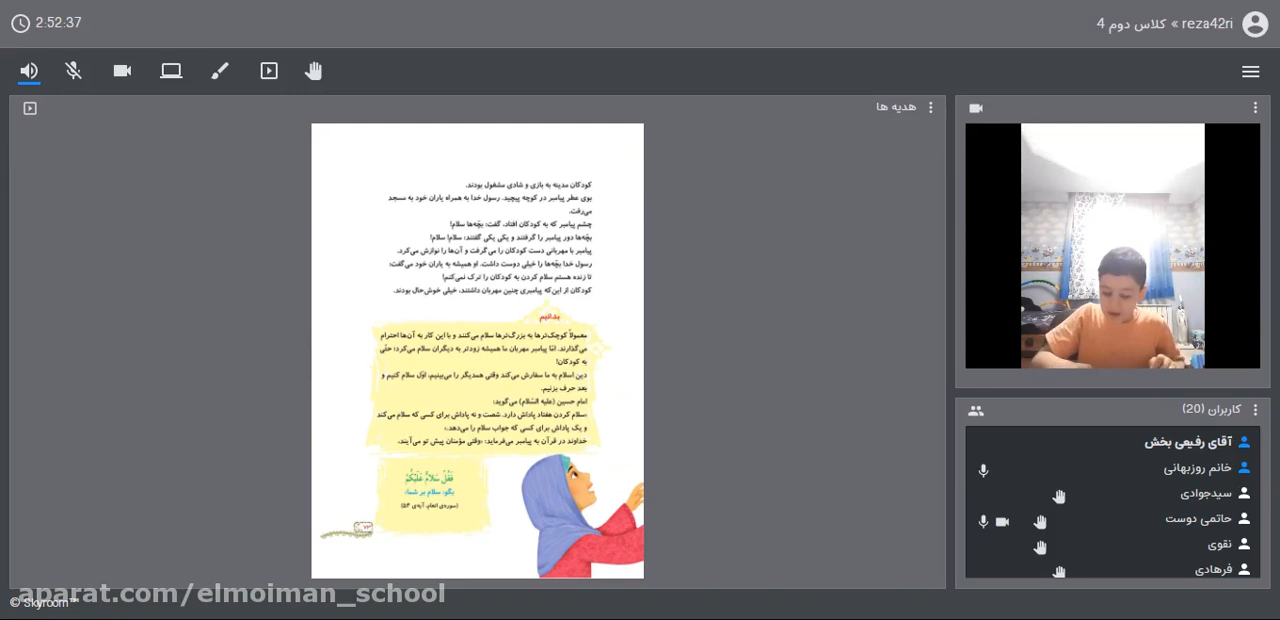 2:52.37
reza42ri » کلاس دوم 4
هدیه ها
کودکان مدینه به بازی و شادی مشغول بودند.
بوی عطر پیامبر در کوچه پیچید. رسول خدا به همراه یاران خود به مسجد
می‌رفت.
چشم پیامبر که به کودکان افتاد، گفت: بچّه‌ها سلام!
بچّه‌ها دور پیامبر را گرفتند و یکی یکی گفتند: سلام! سلام!
پیامبر با مهربانی دست کودکان را می‌گرفت و آن‌ها را نوازش می‌کرد.
رسول خدا بچّه‌ها را خیلی دوست داشت. او همیشه به یاران خود می‌گفت:
تا زنده هستم سلام کردن به کودکان را ترک نمی‌کنم!
کودکان از این‌که پیامبری چنین مهربان داشتند، خیلی خوش‌حال بودند.
بدانیم
معمولاً کوچک‌ترها به بزرگ‌ترها سلام می‌کنند و با این کار به آن‌ها احترام
می‌گذارند. امّا پیامبر مهربان ما همیشه زودتر به دیگران سلام می‌کرد؛ حتّی
به کودکان!
دین اسلام به ما سفارش می‌کند وقتی همدیگر را می‌بینیم، اوّل سلام کنیم و
بعد حرف بزنیم.
امام حسین (علیه السّلام) می‌گوید:
«سلام کردن هفتاد پاداش دارد. شصت و نه پاداش برای کسی که سلام می‌کند
و یک پاداش برای کسی که جواب سلام را می‌دهد.»
خداوند در قرآن به پیامبر می‌فرماید: «وقتی مؤمنان پیش تو می‌آیند،
فَقُلْ سَلامٌ عَلَیْکُمْ
بگو: سلام بر شما»
(سوره‌ی انعام، آیه‌ی ۵۴)
۷۳
کاربران (20)
آقای رفیعی بخش
خانم روزبهانی
سیدجوادی
حاتمی دوست
نقوی
فرهادی
aparat.com/elmoiman_school
© Skyroom™